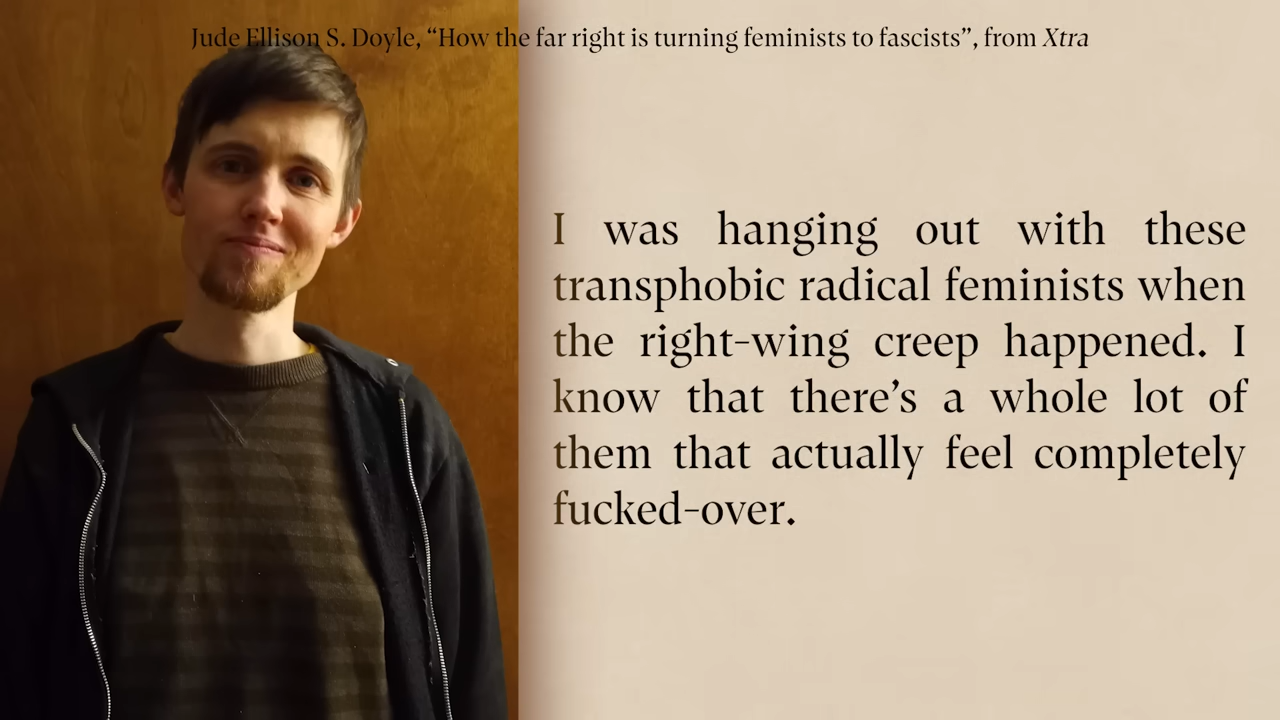 Jude Ellison S. Doyle, “How the far right is turning feminists to fascists”, from Xtra
I was hanging out with these
transphobic radical feminists when
the right-wing creep happened. I
know that there’s a whole lot of
them that actually feel completely
fucked-over.